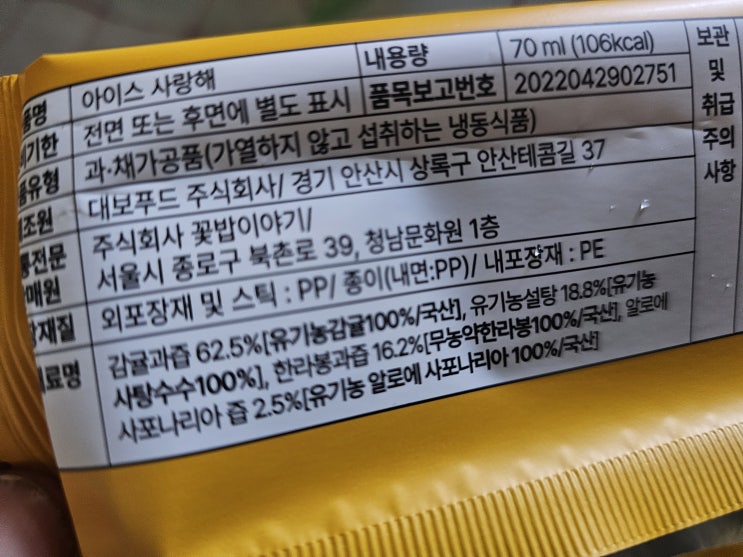 품명 아이스 사랑해 내용량 70 ml (106kcal)
전면 또는 후면에 별도 표시 품목보고번호 2022042902751
과·채가공품(가열하지 않고 섭취하는 냉동식품)
대보푸드 주식회사/ 경기 안산시 상록구 안산테콤길 37
주식회사 꽃밥이야기/
서울시 종로구 북촌로 39, 청남문화원 1층
외포장재 및 스틱 : PP/ 종이(내면:PP)/ 내포장재 : PE
감귤과즙 62.5%[유기농감귤100%/국산], 유기농설탕 18.8%[유기농
사탕수수100%], 한라봉과즙 16.2%[무농약한라봉100%/국산], 알로에
사포나리아 즙 2.5%[유기농 알로에 사포나리아 100%/국산]
보관
및
취급
주의
사항